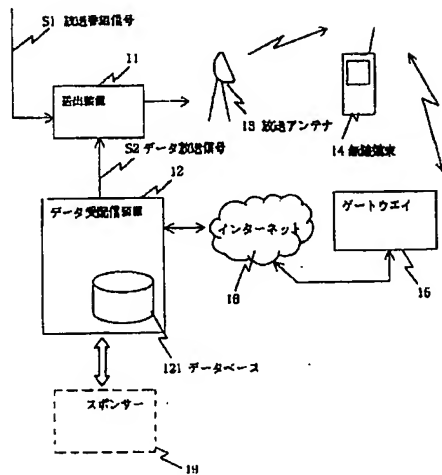 S1 放送番組信号
11
送出装置
13 放送アンテナ
14 無線端末
S2 データ放送信号
12
データ受配信装置
インターネット
ゲートウエイ
16
15
121 データベース
スポンサー
19